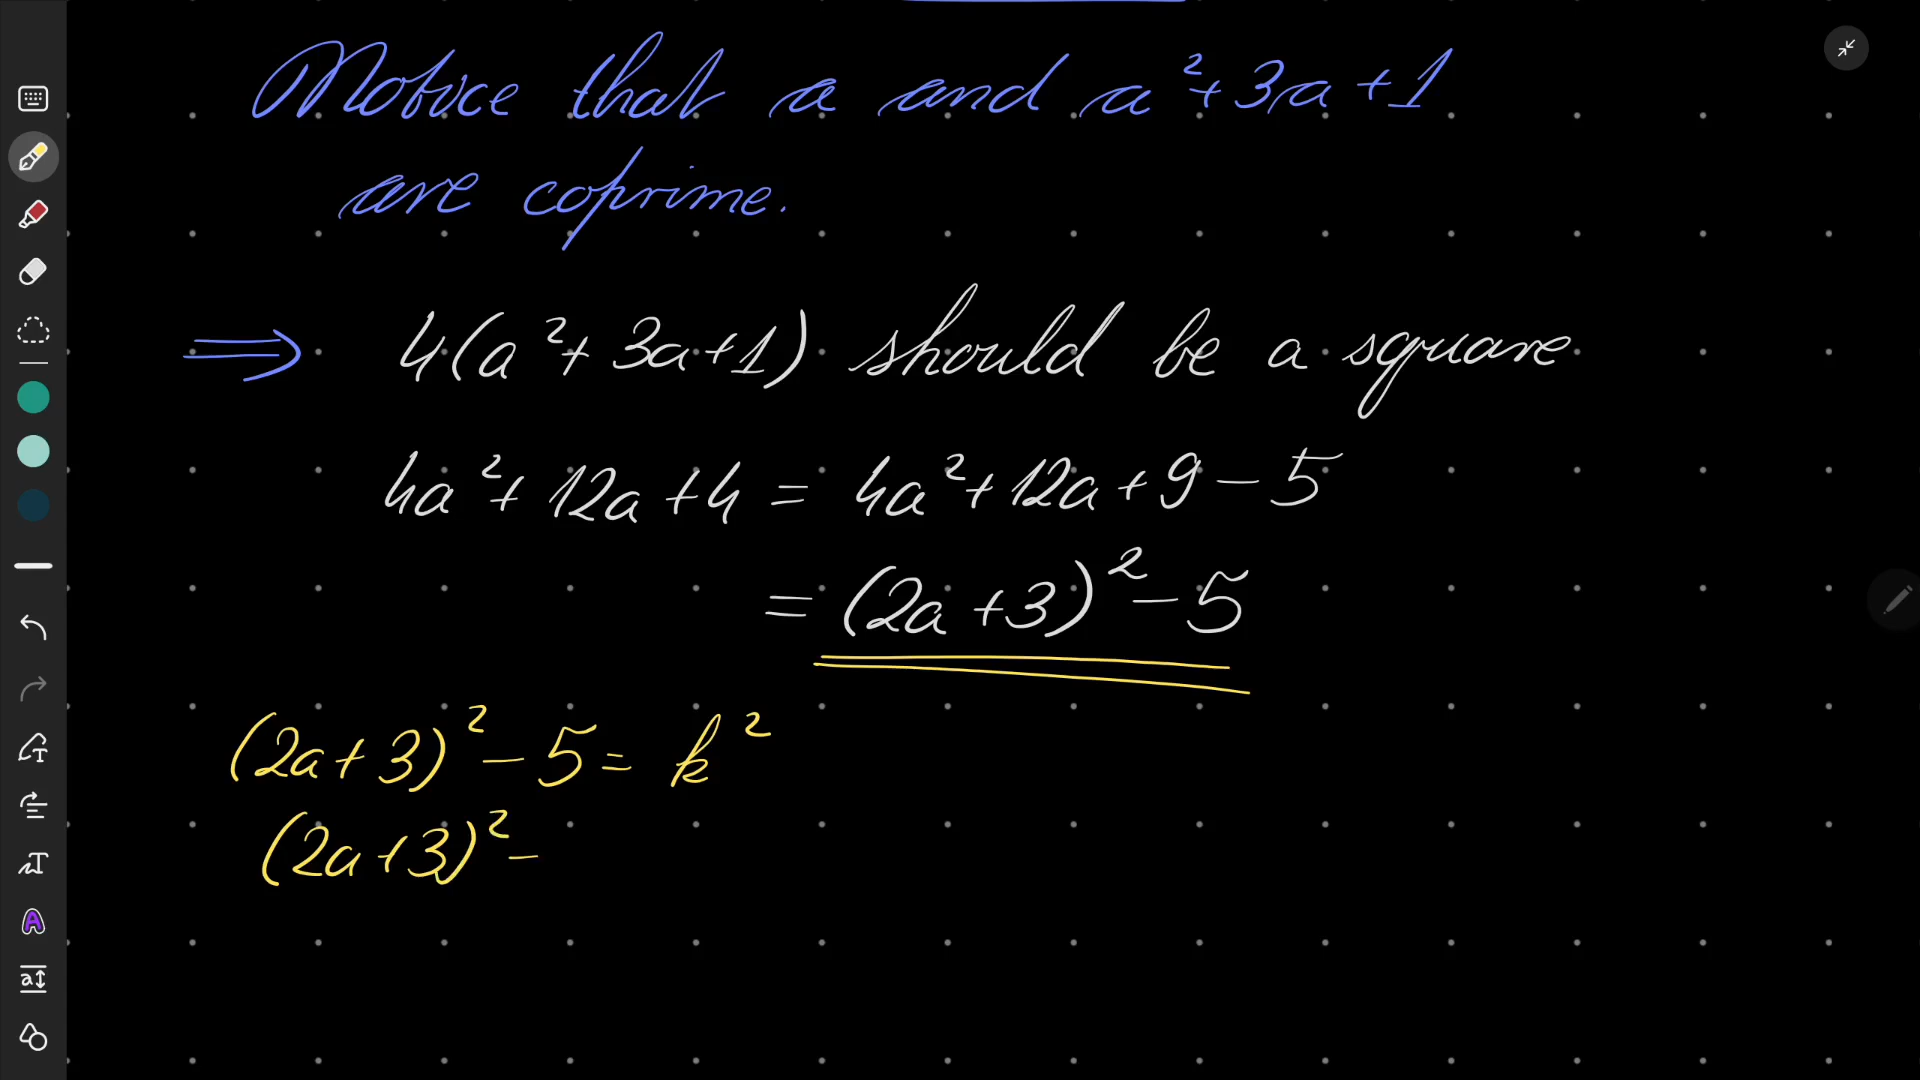 Notice that a and a²+3a+1
are coprime.
⇒ 4(a²+3a+1) should be a square
4a²+12a+4 = 4a²+12a+9-5
= (2a+3)²-5
(2a+3)²-5 = k²
(2a+3)²-